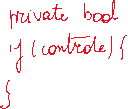 private bool
if (controle) {
}